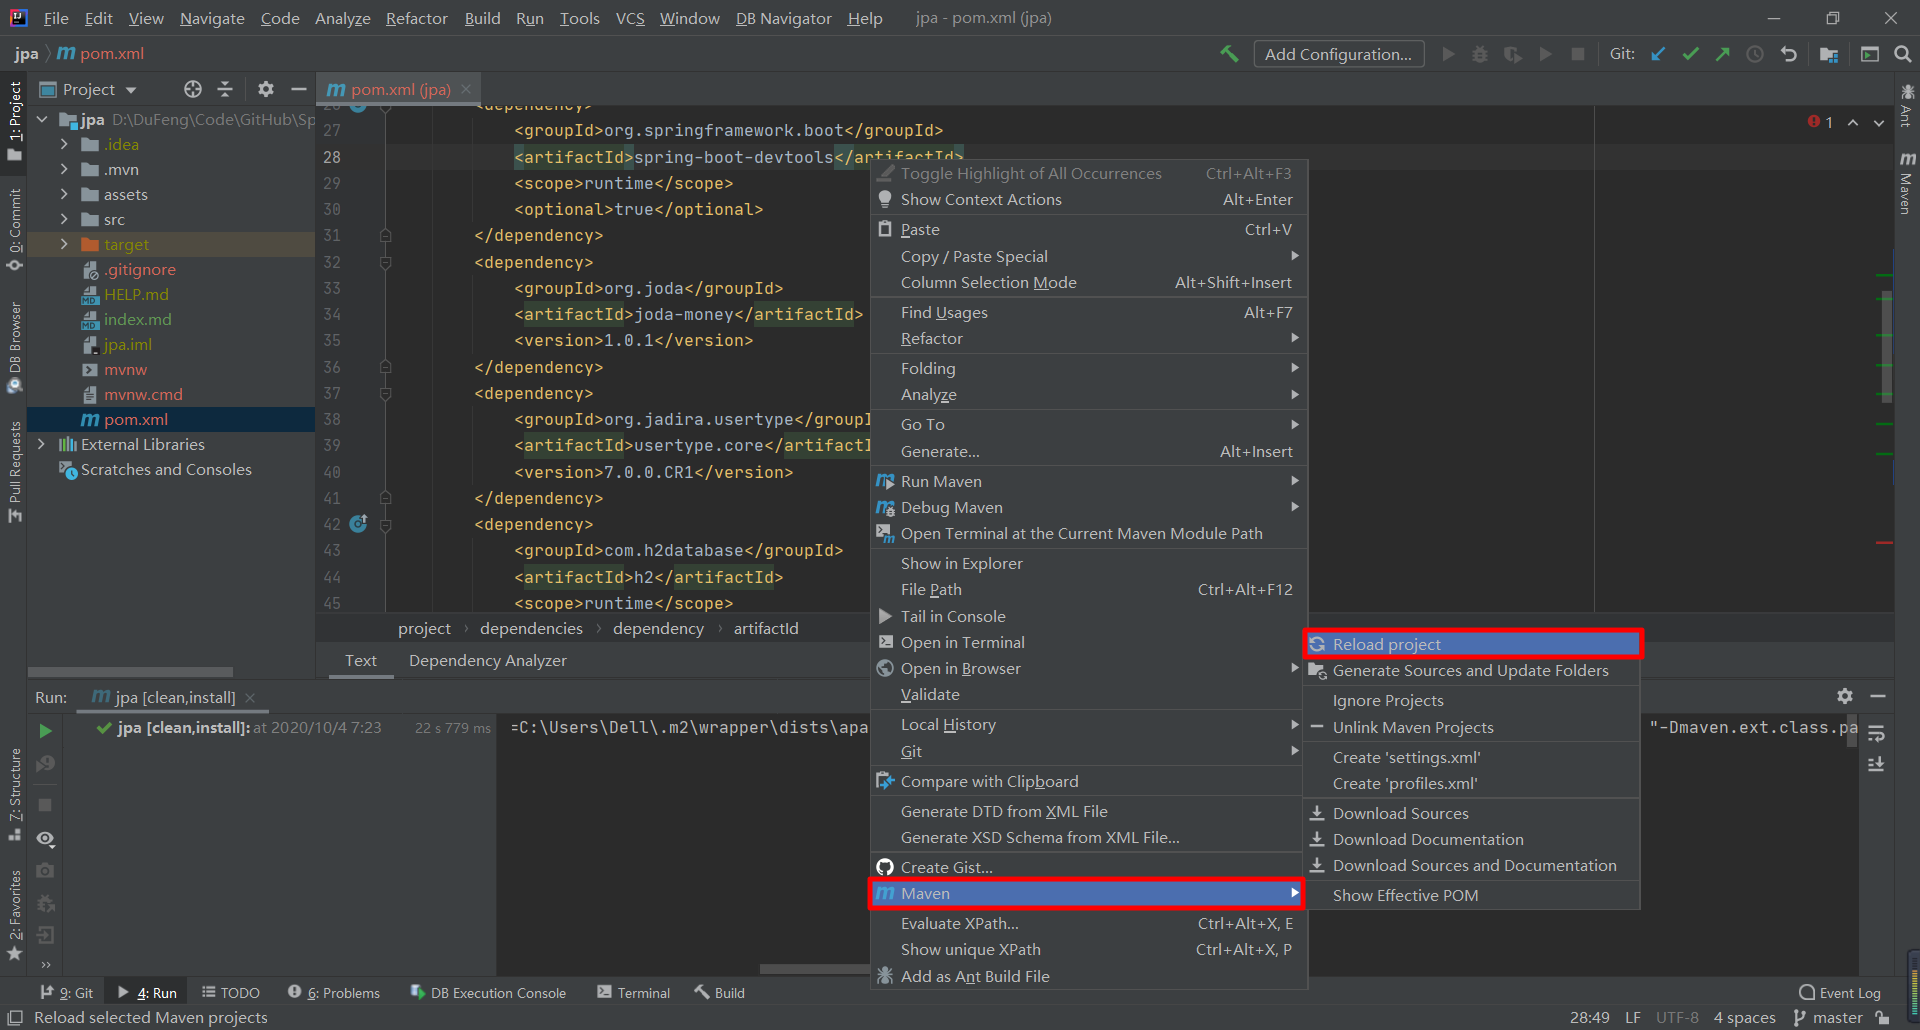 File Edit View Navigate Code Analyze Refactor Build Run Tools VCS Window DB Navigator Help jpa - pom.xml (jpa)
jpa pom.xml Add Configuration... Git:
Project
pom.xml (jpa)
jpa D:\DuFeng\Code\GitHub\Sp
.idea
.mvn
assets
src
target
.gitignore
HELP.md
index.md
jpa.iml
mvnw
mvnw.cmd
pom.xml
External Libraries
Scratches and Consoles
1: Project
0: Commit
DB Browser
Pull Requests
7: Structure
2: Favorites
<dependency>
27 <groupId>org.springframework.boot</groupId>
28 <artifactId>spring-boot-devtools</artifactId>
29 <scope>runtime</scope>
30 <optional>true</optional>
31 </dependency>
32 <dependency>
33 <groupId>org.joda</groupId>
34 <artifactId>joda-money</artifactId>
35 <version>1.0.1</version>
36 </dependency>
37 <dependency>
38 <groupId>org.jadira.usertype</groupI
39 <artifactId>usertype.core</artifactI
40 <version>7.0.0.CR1</version>
41 </dependency>
42 <dependency>
43 <groupId>com.h2database</groupId>
44 <artifactId>h2</artifactId>
45 <scope>runtime</scope>
1
Ant
Maven
project dependencies dependency artifactId
Text Dependency Analyzer
Toggle Highlight of All Occurrences Ctrl+Alt+F3
Show Context Actions Alt+Enter
Paste Ctrl+V
Copy / Paste Special
Column Selection Mode Alt+Shift+Insert
Find Usages Alt+F7
Refactor
Folding
Analyze
Go To
Generate... Alt+Insert
Run Maven
Debug Maven
Open Terminal at the Current Maven Module Path
Show in Explorer
File Path Ctrl+Alt+F12
Tail in Console
Open in Terminal
Open in Browser
Validate
Local History
Git
Compare with Clipboard
Generate DTD from XML File
Generate XSD Schema from XML File...
Create Gist...
Maven
Evaluate XPath... Ctrl+Alt+X, E
Show unique XPath Ctrl+Alt+X, P
Add as Ant Build File
Reload project
Generate Sources and Update Folders
Ignore Projects
Unlink Maven Projects
Create 'settings.xml'
Create 'profiles.xml'
Download Sources
Download Documentation
Download Sources and Documentation
Show Effective POM
Run: jpa [clean,install]
jpa [clean,install]: at 2020/10/4 7:23 22 s 779 ms
=C:\Users\Dell\.m2\wrapper\dists\apa "-Dmaven.ext.class.pa
9: Git 4: Run TODO 6: Problems DB Execution Console Terminal Build Event Log
Reload selected Maven projects 28:49 LF UTF-8 4 spaces master